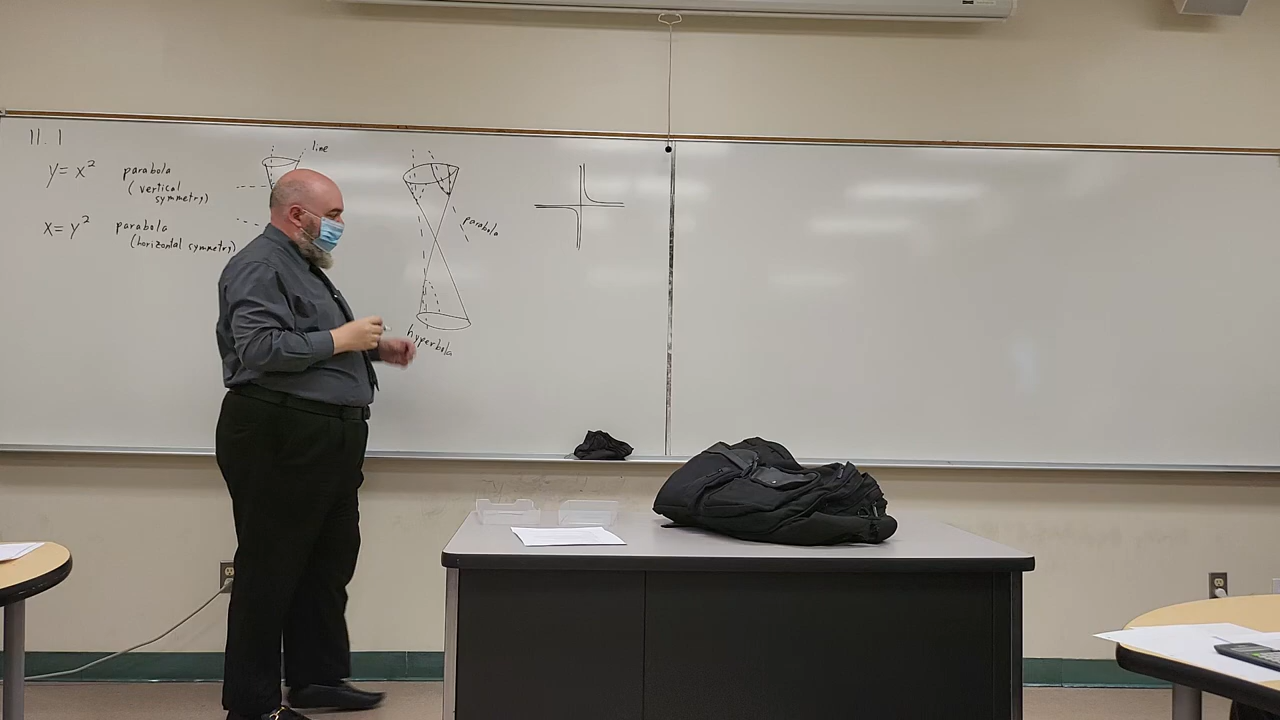 11.1
y = x² parabola
(vertical
symmetry)
x = y² parabola
(horizontal symmetry)
line
parabola
hyperbola